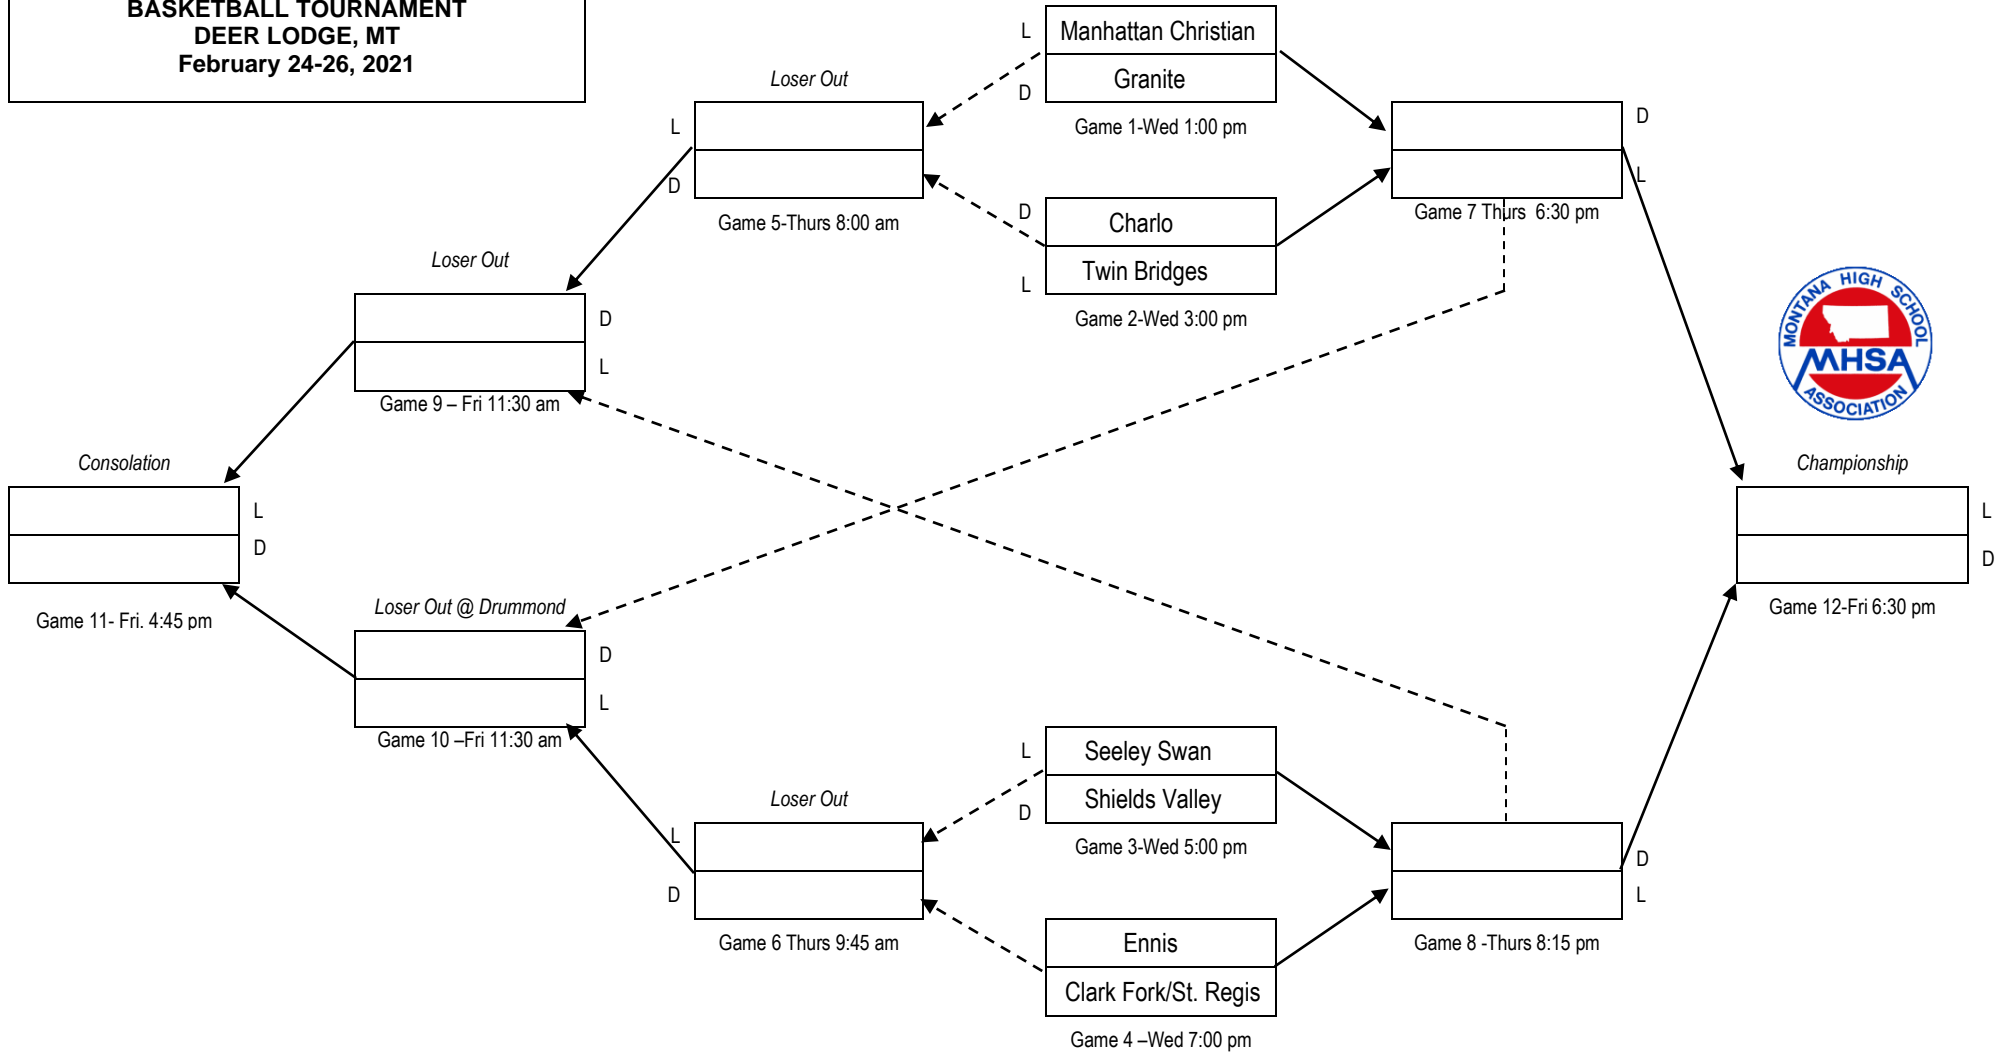 BASKETBALL TOURNAMENT
DEER LODGE, MT
February 24-26, 2021
L
Manhattan Christian
D
Granite
Game 1-Wed 1:00 pm
D
Charlo
L
Twin Bridges
Game 2-Wed 3:00 pm
Loser Out
L
D
Game 5-Thurs 8:00 am
D
L
Game 7 Thurs 6:30 pm
Loser Out
D
L
Game 9 – Fri 11:30 am
MONTANA HIGH SCHOOL
MHSA
ASSOCIATION
Consolation
L
D
Game 11- Fri. 4:45 pm
Championship
L
D
Game 12-Fri 6:30 pm
Loser Out @ Drummond
D
L
Game 10 –Fri 11:30 am
Loser Out
L
D
Game 6 Thurs 9:45 am
L
Seeley Swan
D
Shields Valley
Game 3-Wed 5:00 pm
Ennis
Clark Fork/St. Regis
Game 4 –Wed 7:00 pm
D
L
Game 8 -Thurs 8:15 pm